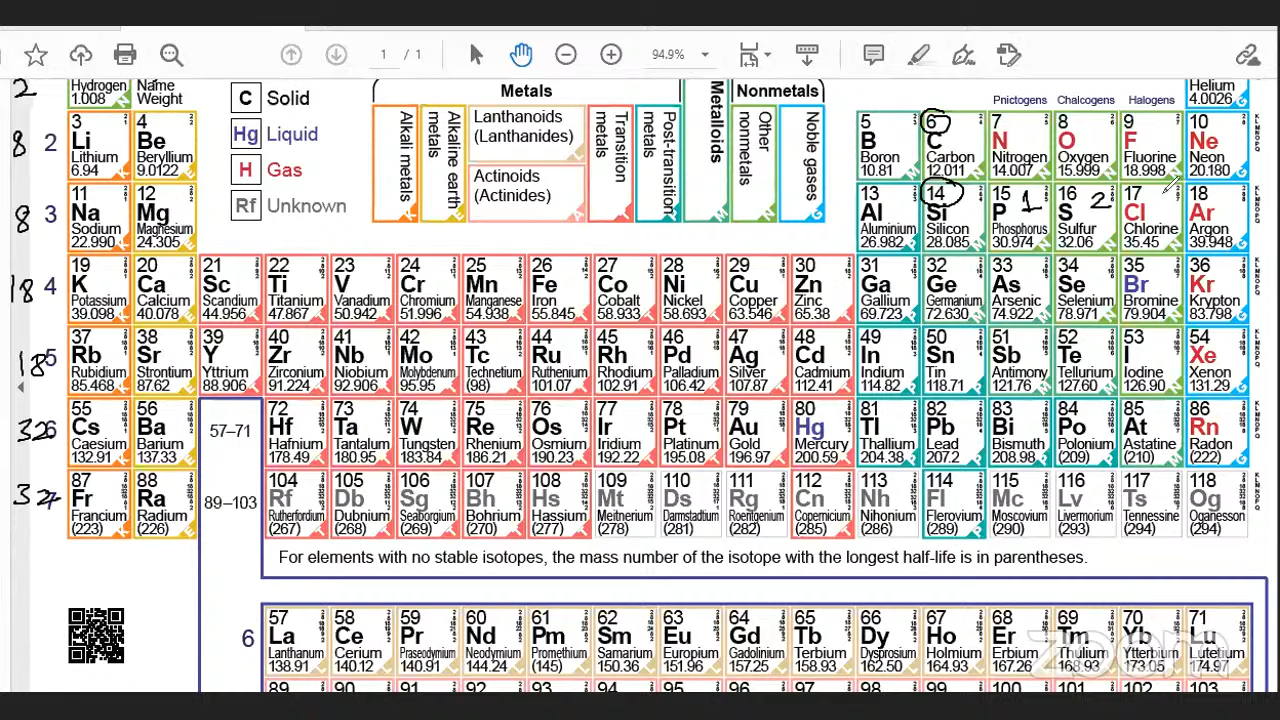 1 / 1
94.9%
2 Hydrogen 1.008 Name Weight
Helium 4.0026
C Solid
Hg Liquid
H Gas
Rf Unknown
Metals
Metalloids
Nonmetals
Alkali metals
Alkaline earth metals
Lanthanoids (Lanthanides)
Actinoids (Actinides)
Transition metals
Post-transition metals
Other nonmetals
Noble gases
Pnictogens Chalcogens Halogens
8 2
3 Li Lithium 6.94
4 Be Beryllium 9.0122
5 B Boron 10.81
6 C Carbon 12.011
7 N Nitrogen 14.007
8 O Oxygen 15.999
9 F Fluorine 18.998
10 Ne Neon 20.180
8 3
11 Na Sodium 22.990
12 Mg Magnesium 24.305
13 Al Aluminium 26.982
14 Si Silicon 28.085
15 P Phosphorus 30.974 1
16 S Sulfur 32.06 2
17 Cl Chlorine 35.45
18 Ar Argon 39.948
18 4
19 K Potassium 39.098
20 Ca Calcium 40.078
21 Sc Scandium 44.956
22 Ti Titanium 47.867
23 V Vanadium 50.942
24 Cr Chromium 51.996
25 Mn Manganese 54.938
26 Fe Iron 55.845
27 Co Cobalt 58.933
28 Ni Nickel 58.693
29 Cu Copper 63.546
30 Zn Zinc 65.38
31 Ga Gallium 69.723
32 Ge Germanium 72.630
33 As Arsenic 74.922
34 Se Selenium 78.971
35 Br Bromine 79.904
36 Kr Krypton 83.798
18 5
37 Rb Rubidium 85.468
38 Sr Strontium 87.62
39 Y Yttrium 88.906
40 Zr Zirconium 91.224
41 Nb Niobium 92.906
42 Mo Molybdenum 95.95
43 Tc Technetium (98)
44 Ru Ruthenium 101.07
45 Rh Rhodium 102.91
46 Pd Palladium 106.42
47 Ag Silver 107.87
48 Cd Cadmium 112.41
49 In Indium 114.82
50 Sn Tin 118.71
51 Sb Antimony 121.76
52 Te Tellurium 127.60
53 I Iodine 126.90
54 Xe Xenon 131.29
32 6
55 Cs Caesium 132.91
56 Ba Barium 137.33
57–71
72 Hf Hafnium 178.49
73 Ta Tantalum 180.95
74 W Tungsten 183.84
75 Re Rhenium 186.21
76 Os Osmium 190.23
77 Ir Iridium 192.22
78 Pt Platinum 195.08
79 Au Gold 196.97
80 Hg Mercury 200.59
81 Tl Thallium 204.38
82 Pb Lead 207.2
83 Bi Bismuth 208.98
84 Po Polonium (209)
85 At Astatine (210)
86 Rn Radon (222)
32 7
87 Fr Francium (223)
88 Ra Radium (226)
89–103
104 Rf Rutherfordium (267)
105 Db Dubnium (268)
106 Sg Seaborgium (269)
107 Bh Bohrium (270)
108 Hs Hassium (277)
109 Mt Meitnerium (278)
110 Ds Darmstadtium (281)
111 Rg Roentgenium (282)
112 Cn Copernicium (285)
113 Nh Nihonium (286)
114 Fl Flerovium (289)
115 Mc Moscovium (290)
116 Lv Livermorium (293)
117 Ts Tennessine (294)
118 Og Oganesson (294)
For elements with no stable isotopes, the mass number of the isotope with the longest half-life is in parentheses.
6
57 La Lanthanum 138.91
58 Ce Cerium 140.12
59 Pr Praseodymium 140.91
60 Nd Neodymium 144.24
61 Pm Promethium (145)
62 Sm Samarium 150.36
63 Eu Europium 151.96
64 Gd Gadolinium 157.25
65 Tb Terbium 158.93
66 Dy Dysprosium 162.50
67 Ho Holmium 164.93
68 Er Erbium 167.26
69 Tm Thulium 168.93
70 Yb Ytterbium 173.05
71 Lu Lutetium 174.97
89 90 91 92 93 94 95 96 97 98 99 100 101 102 103
zoom